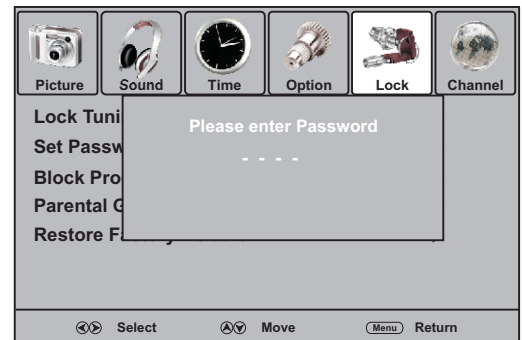 Picture Sound Time Option Lock Channel
Lock Tuni
Set Passw
Block Pro
Parental G
Restore F
Please enter Password
- - - -
Select Move Menu Return